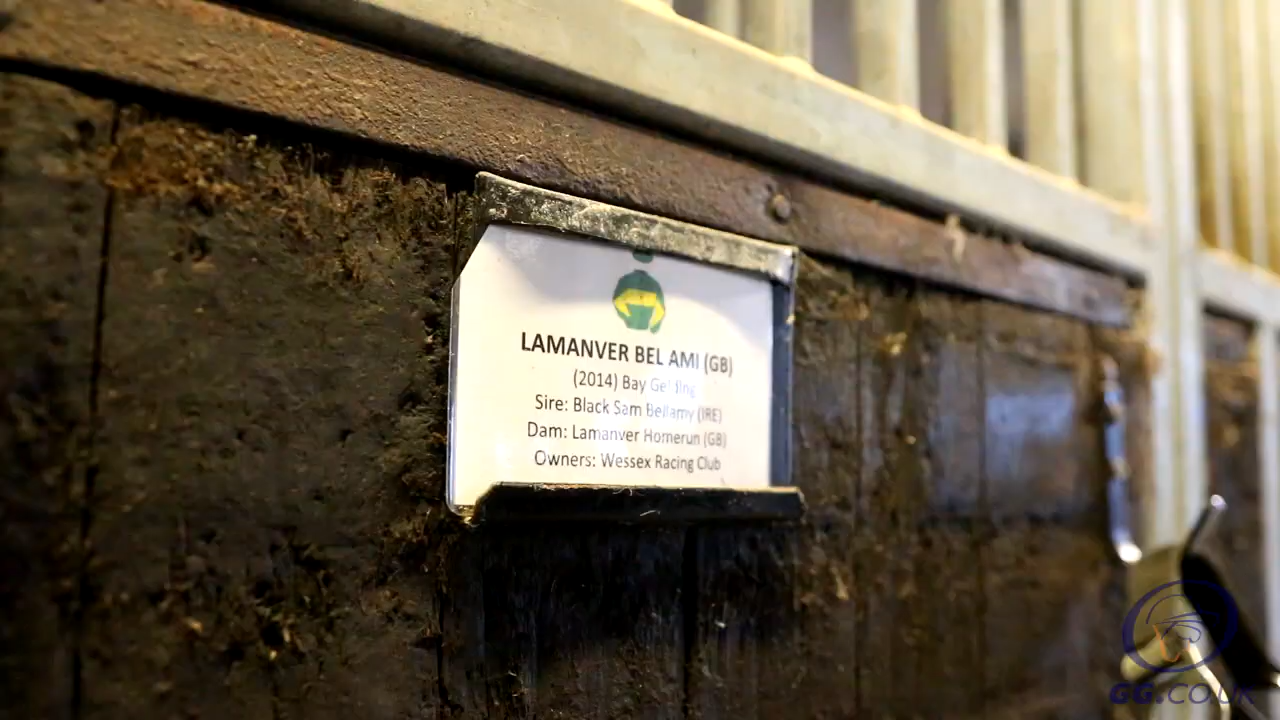 LAMANVER BEL AMI (GB)
(2014) Bay Gelding
Sire: Black Sam Bellamy (IRE)
Dam: Lamanver Homerun (GB)
Owners: Wessex Racing Club
GG.CO.UK